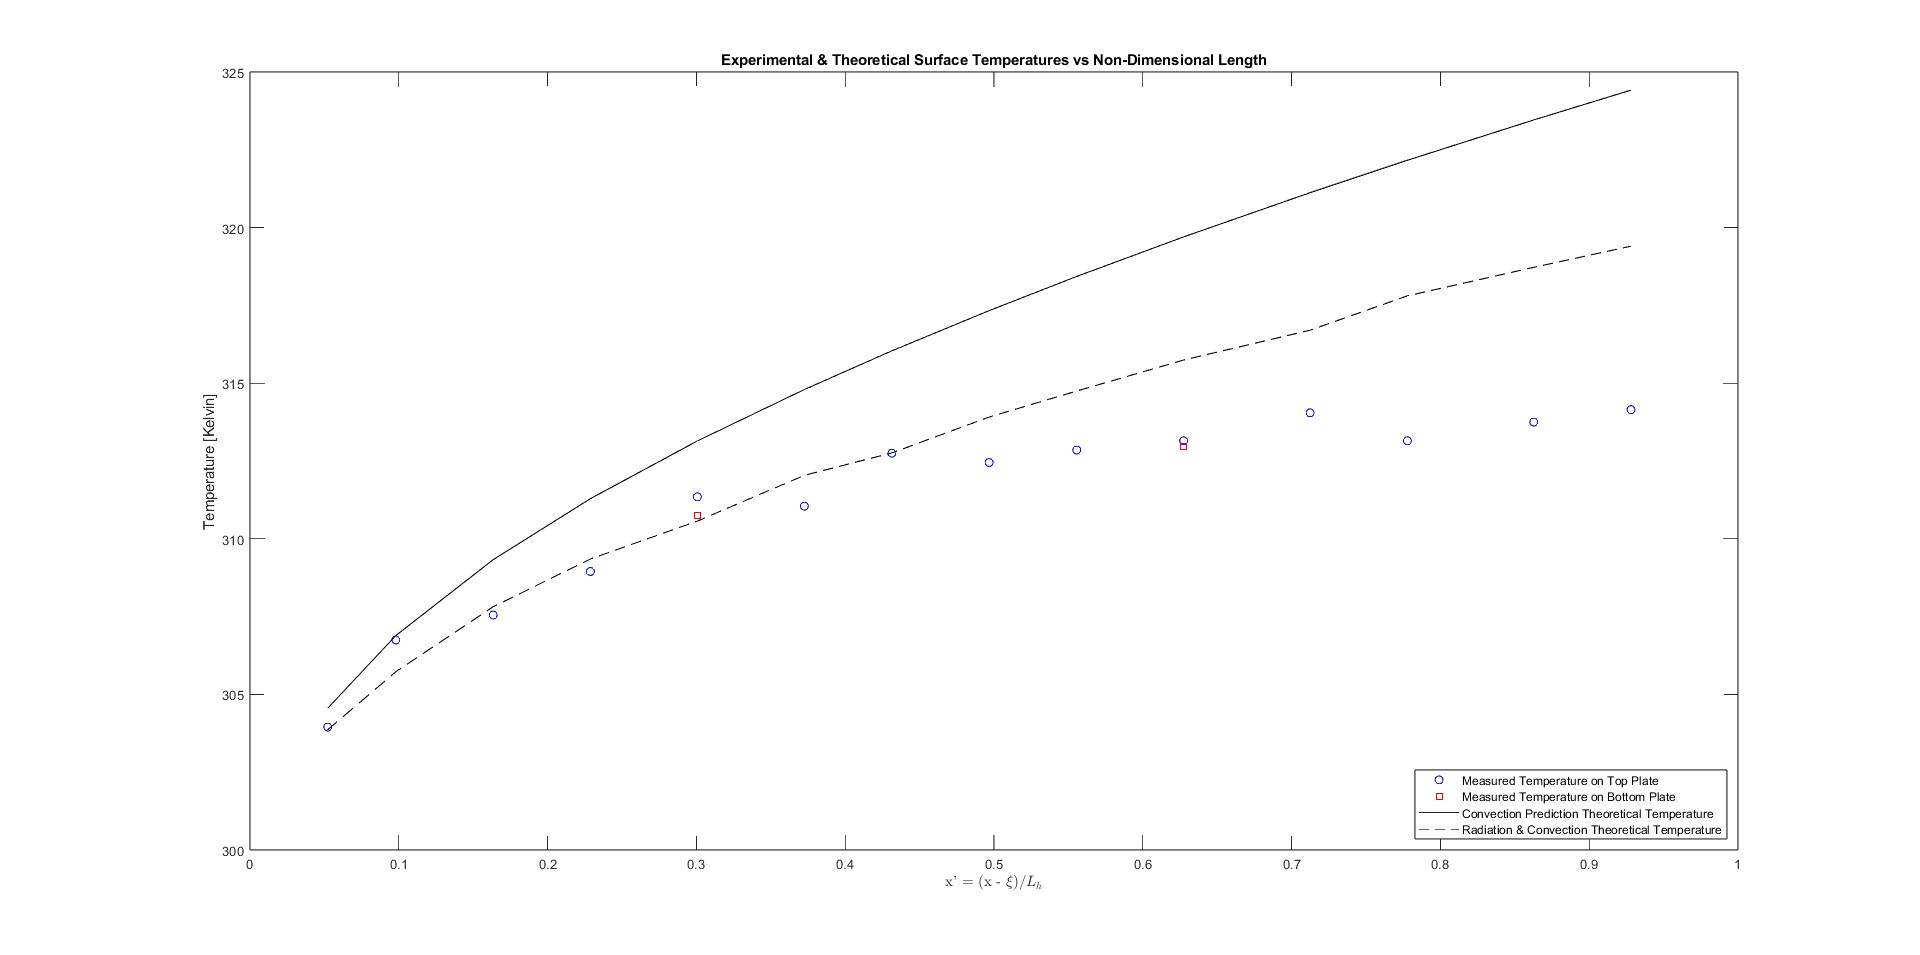 Experimental & Theoretical Surface Temperatures vs Non-Dimensional Length
325
320
315
310
305
300
Temperature [Kelvin]
0 0.1 0.2 0.3 0.4 0.5 0.6 0.7 0.8 0.9 1
x' = (x - ξ)/L_h
Measured Temperature on Top Plate
Measured Temperature on Bottom Plate
Convection Prediction Theoretical Temperature
Radiation & Convection Theoretical Temperature